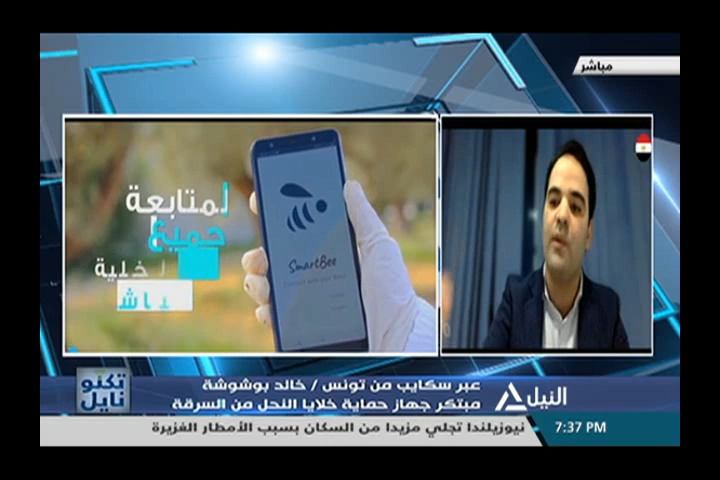 مباشر
لمتابعة
جميع
SmartBee
النيل
عبر سكايب من تونس / خالد بوشوشة
مبتكر جهاز حماية خلايا النحل من السرقة
تكنو
نايل
7:37 PM
نيوزيلندا تجلي مزيدا من السكان بسبب الأمطار الغزيرة